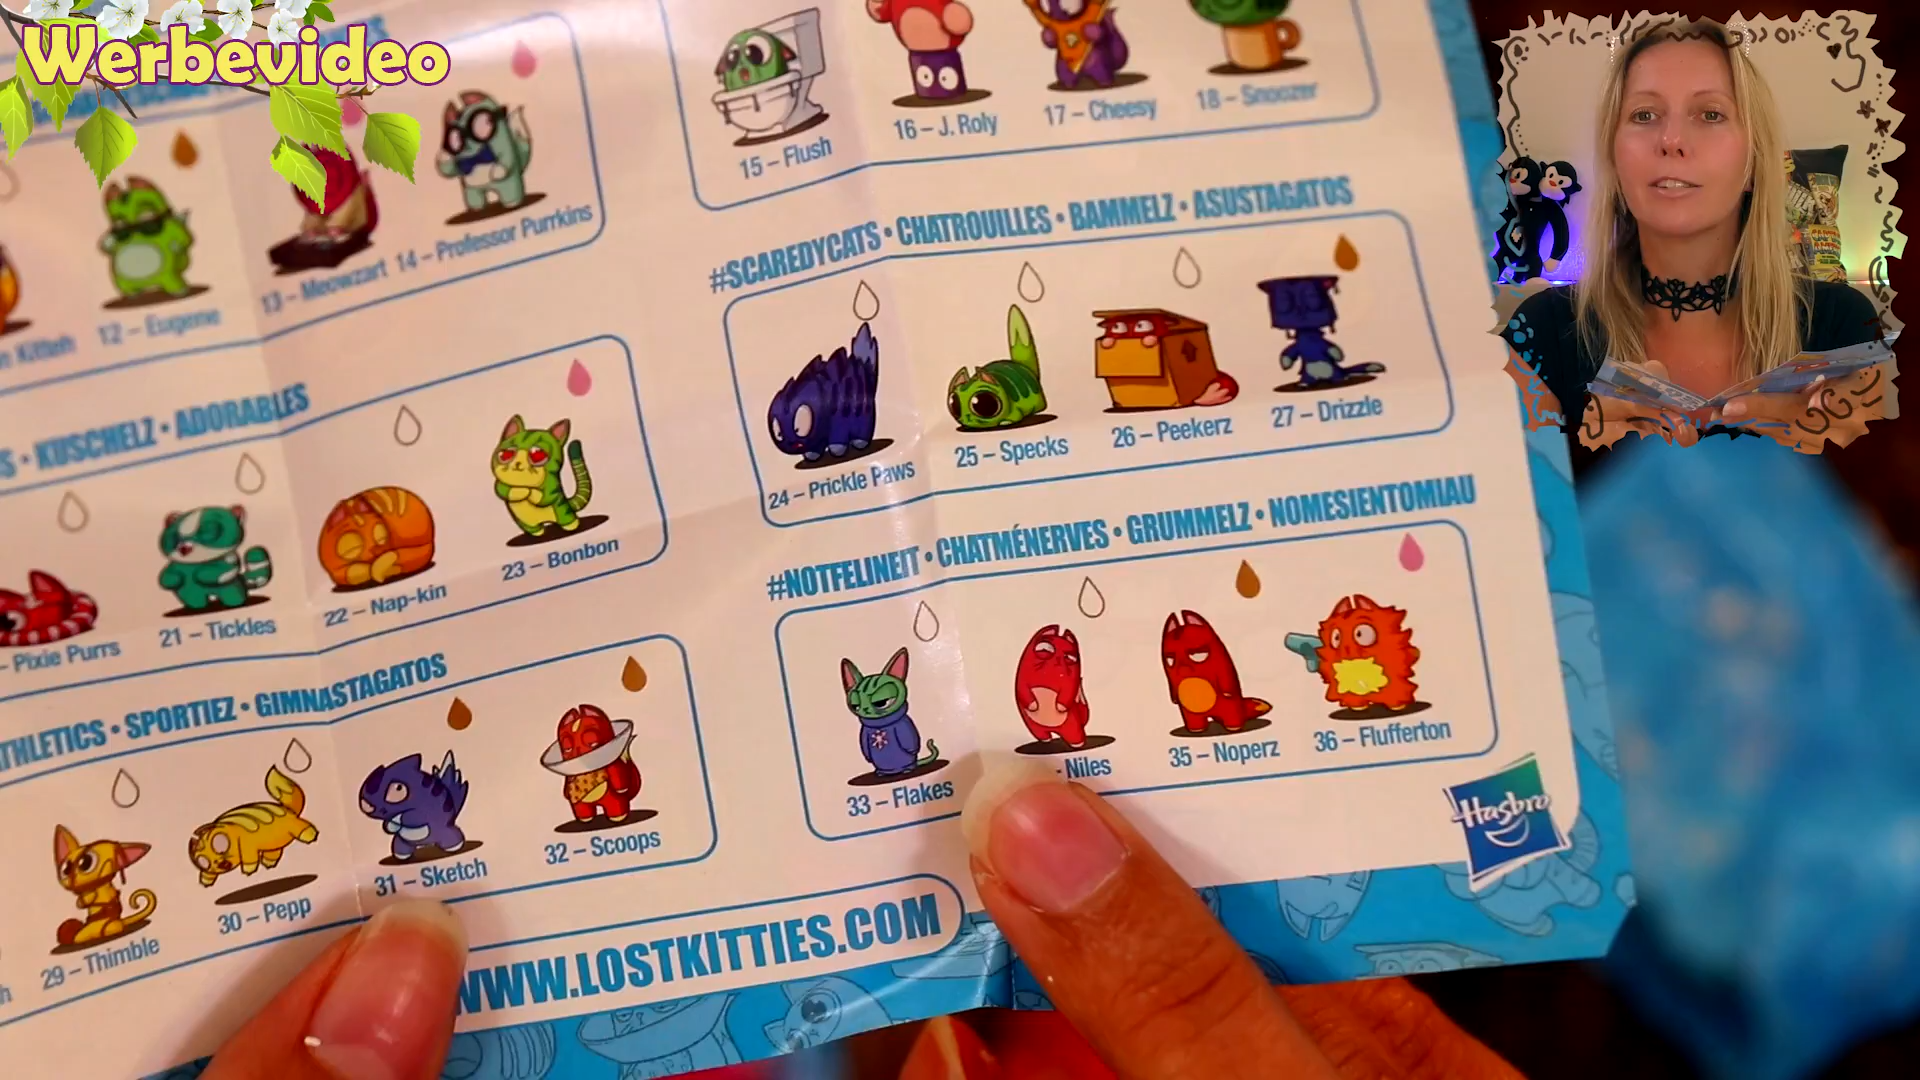 Werbevideo
15 – Flush
16 – J. Roly
17 – Cheesy
18 – Snoozer
12 – Eugene
13 – Meowzart
14 – Professor Purrkins
#SCAREDYCATS • CHATROUILLES • BAMMELZ • ASUSTAGATOS
24 – Prickle Paws
25 – Specks
26 – Peekerz
27 – Drizzle
• KUSCHELZ • ADORABLES
– Pixie Purrs
21 – Tickles
22 – Nap-kin
23 – Bonbon
#NOTFELINEIT • CHATMÉNERVES • GRUMMELZ • NOMESIENTOMIAU
33 – Flakes
- Niles
35 – Noperz
36 – Flufferton
• SPORTIEZ • GIMNASTAGATOS
29 – Thimble
30 – Pepp
31 – Sketch
32 – Scoops
WWW.LOSTKITTIES.COM
Hasbro